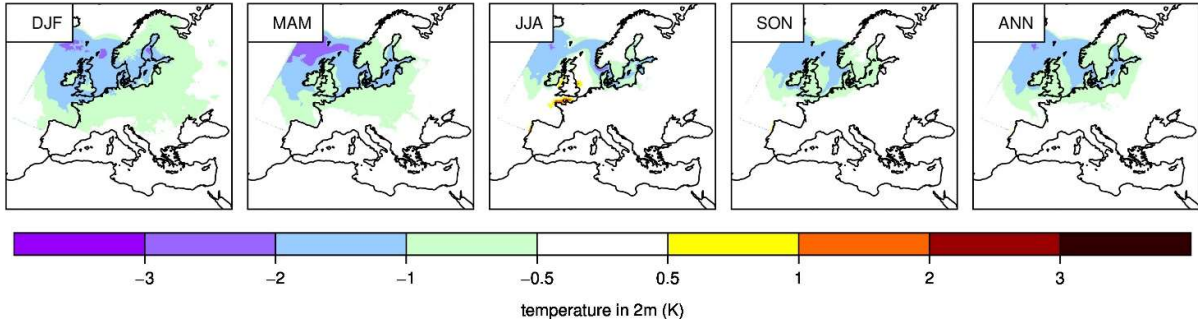 DJF MAM JJA SON ANN
−3 −2 −1 −0.5 0.5 1 2 3
temperature in 2m (K)